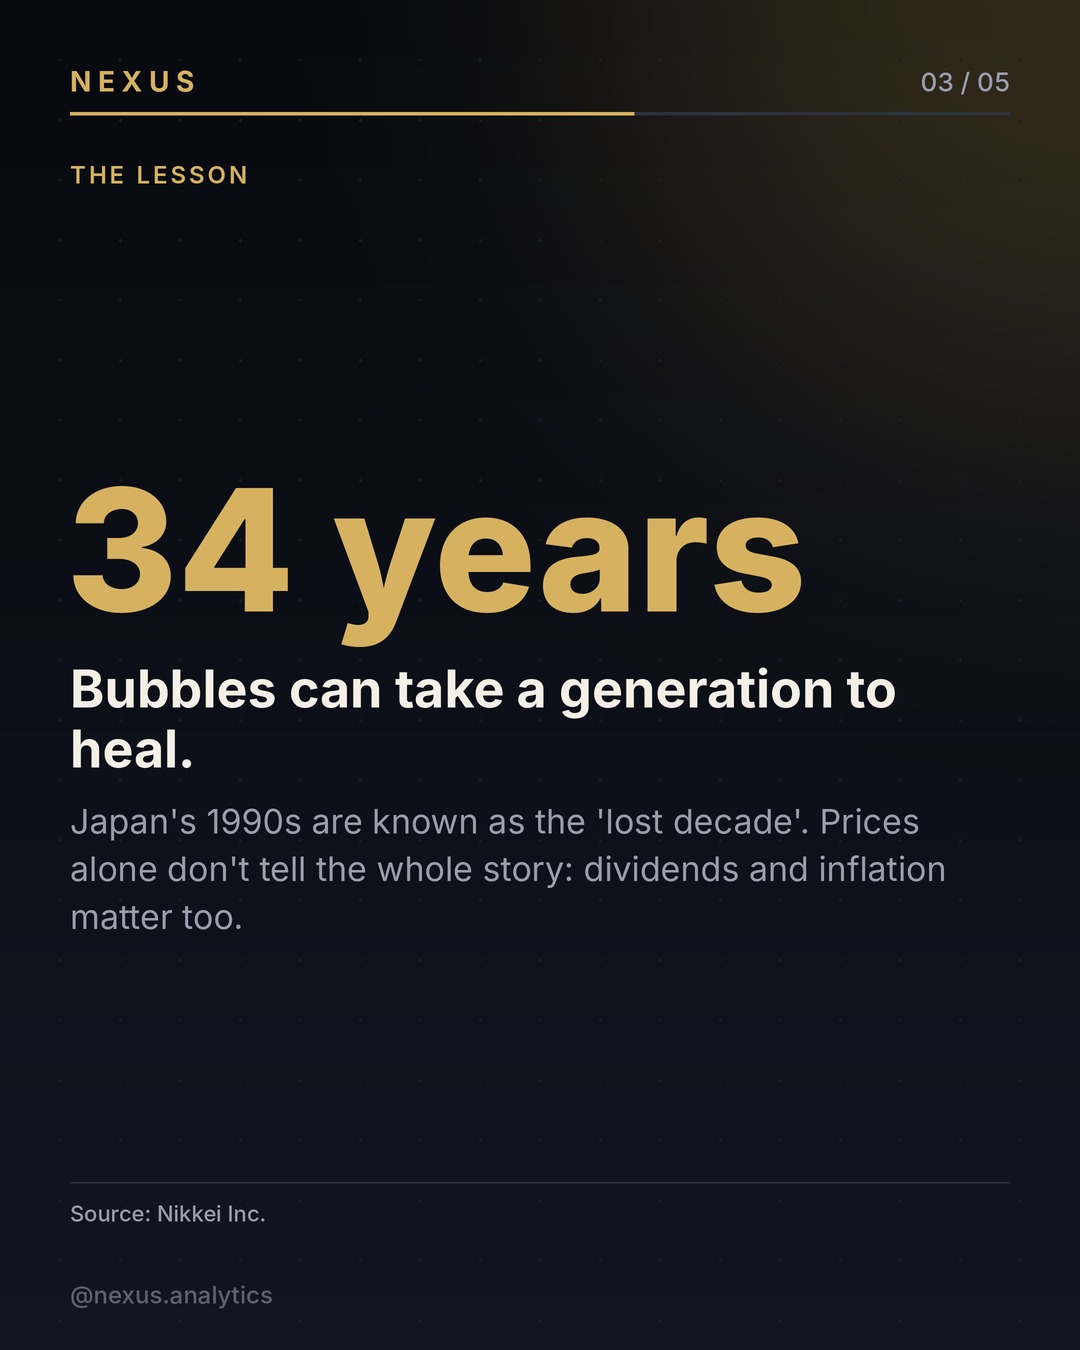 NEXUS
03 / 05
THE LESSON
34 years
Bubbles can take a generation to
heal.
Japan's 1990s are known as the 'lost decade'. Prices
alone don't tell the whole story: dividends and inflation
matter too.
Source: Nikkei Inc.
@nexus.analytics